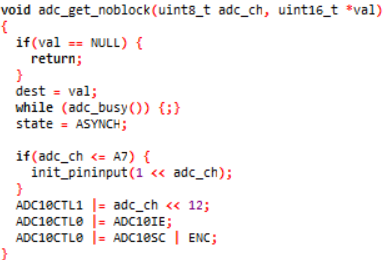 void adc_get_noblock(uint8_t adc_ch, uint16_t *val)
{
  if(val == NULL) {
    return;
  }
  dest = val;
  while (adc_busy()) {;}
  state = ASYNCH;

  if(adc_ch <= A7) {
    init_pininput(1 << adc_ch);
  }
  ADC10CTL1 |= adc_ch << 12;
  ADC10CTL0 |= ADC10IE;
  ADC10CTL0 |= ADC10SC | ENC;
}